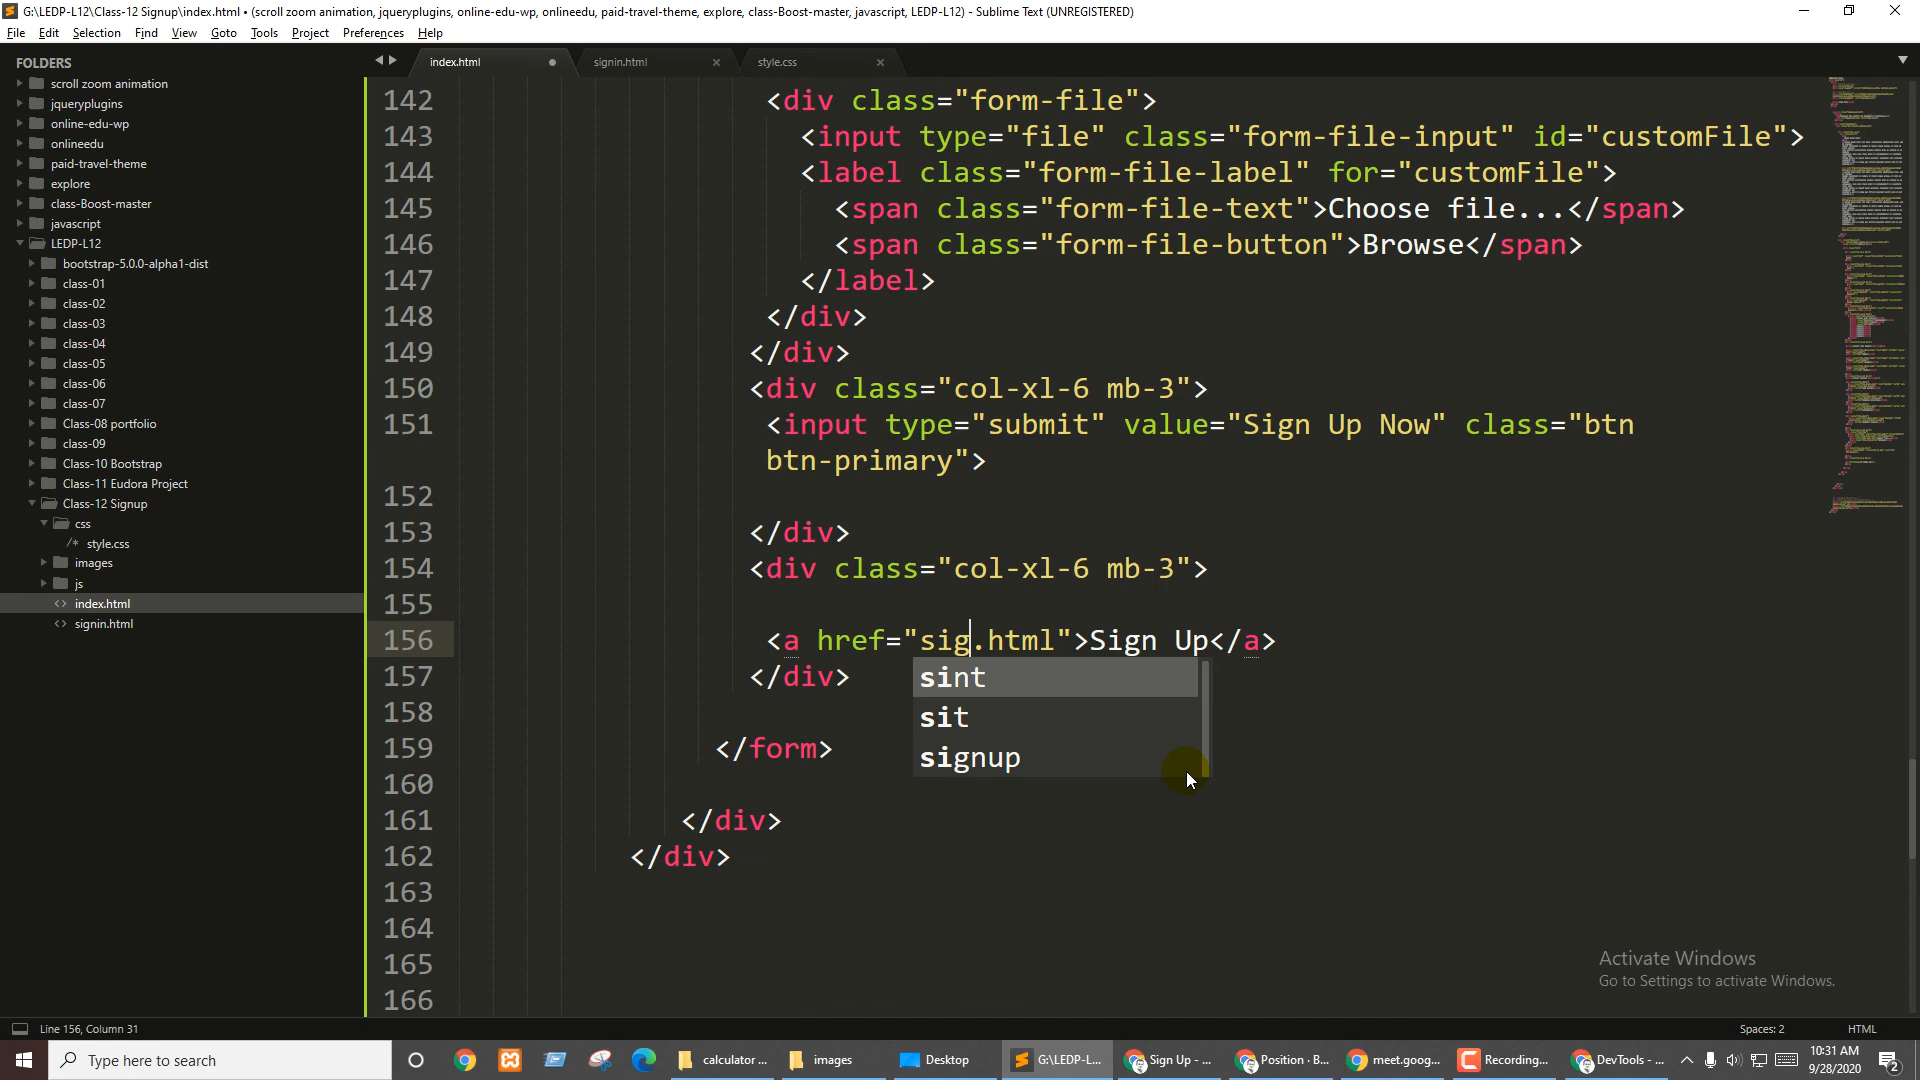 G:\LEDP-L12\Class-12 Signup\index.html • (scroll zoom animation, jqueryplugins, online-edu-wp, onlineedu, paid-travel-theme, explore, class-Boost-master, javascript, LEDP-L12) - Sublime Text (UNREGISTERED)
File Edit Selection Find View Goto Tools Project Preferences Help
FOLDERS
scroll zoom animation
jqueryplugins
online-edu-wp
onlineedu
paid-travel-theme
explore
class-Boost-master
javascript
LEDP-L12
bootstrap-5.0.0-alpha1-dist
class-01
class-02
class-03
class-04
class-05
class-06
class-07
Class-08 portfolio
class-09
Class-10 Bootstrap
Class-11 Eudora Project
Class-12 Signup
css
/* style.css
images
js
<> index.html
<> signin.html
index.html signin.html style.css
142 <div class="form-file">
143 <input type="file" class="form-file-input" id="customFile">
144 <label class="form-file-label" for="customFile">
145 <span class="form-file-text">Choose file...</span>
146 <span class="form-file-button">Browse</span>
147 </label>
148 </div>
149 </div>
150 <div class="col-xl-6 mb-3">
151 <input type="submit" value="Sign Up Now" class="btn
btn-primary">
152
153 </div>
154 <div class="col-xl-6 mb-3">
155
156 <a href="sig.html">Sign Up</a>
157 </div>
158
159 </form>
160
161 </div>
162 </div>
163
164
165
166
sint
sit
signup
Activate Windows
Go to Settings to activate Windows.
Line 156, Column 31
Spaces: 2 HTML
Type here to search
calculator ...
images
Desktop
G:\LEDP-L...
Sign Up - ...
Position · B...
meet.goog...
Recording...
DevTools - ...
10:31 AM
9/28/2020
2